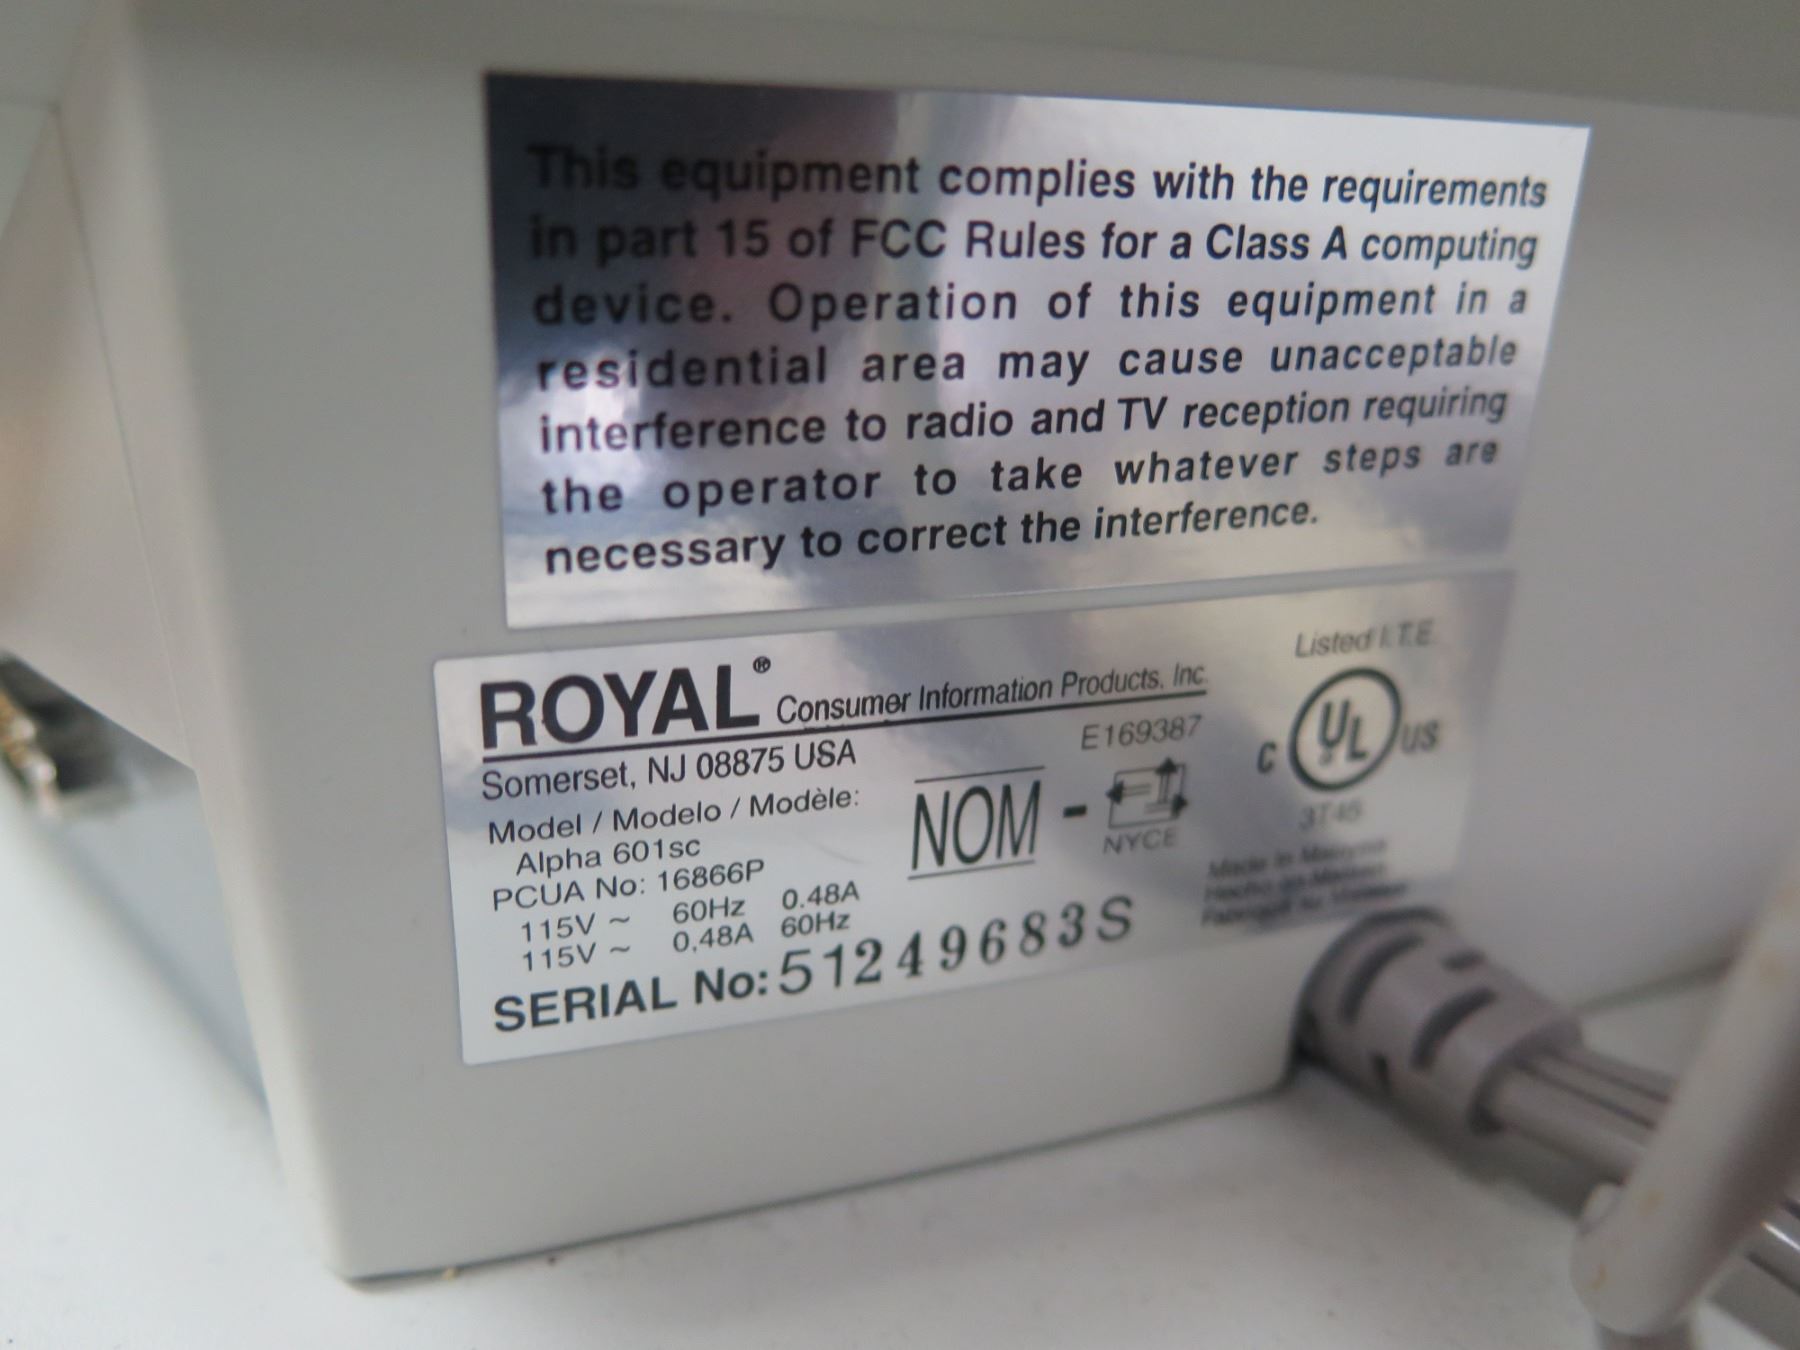 This equipment complies with the requirements
in part 15 of FCC Rules for a Class A computing
device. Operation of this equipment in a
residential area may cause unacceptable
interference to radio and TV reception requiring
the operator to take whatever steps are
necessary to correct the interference.
ROYAL® Consumer Information Products, Inc.
Somerset, NJ 08875 USA
Model / Modelo / Modèle:
Alpha 601sc
PCUA No: 16866P
115V ~ 60Hz 0.48A
115V ~ 0,48A 60Hz
SERIAL No: 51249683S
E169387
NOM -
NYCE
Listed I.T.E.
C UL US
3T45
Made in